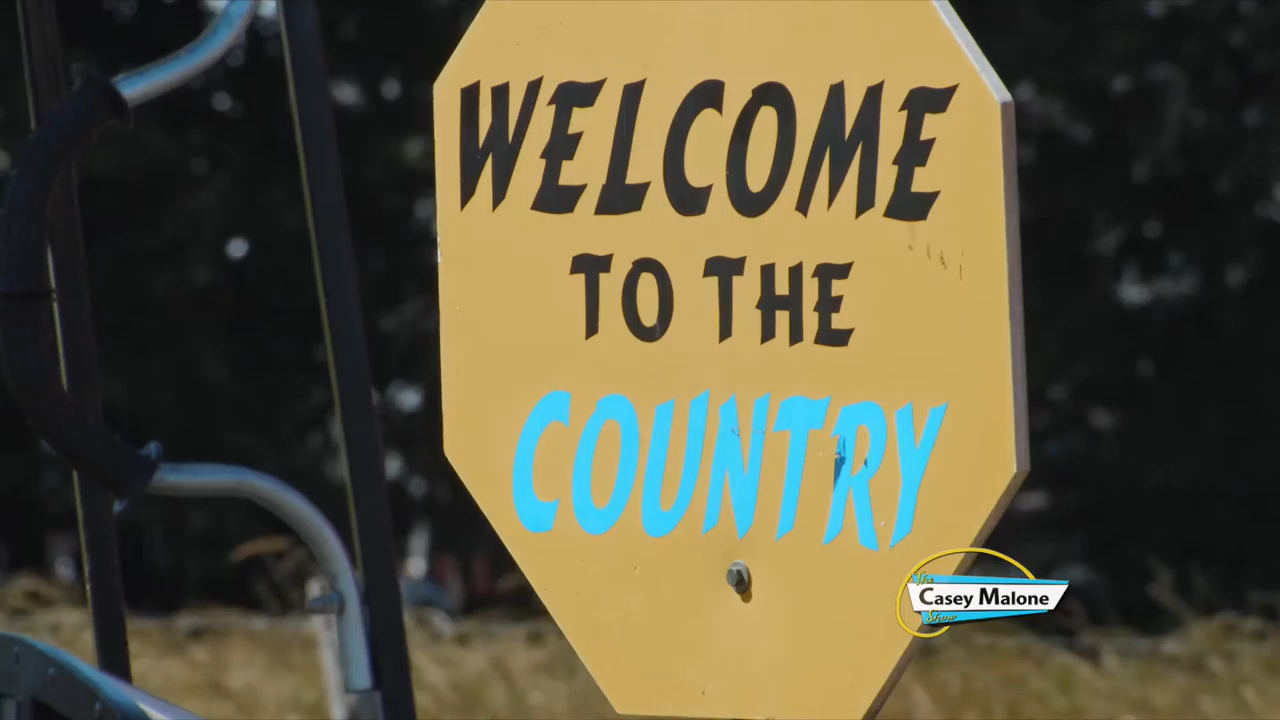 WELCOME
TO THE
COUNTRY
The
Casey Malone
Show